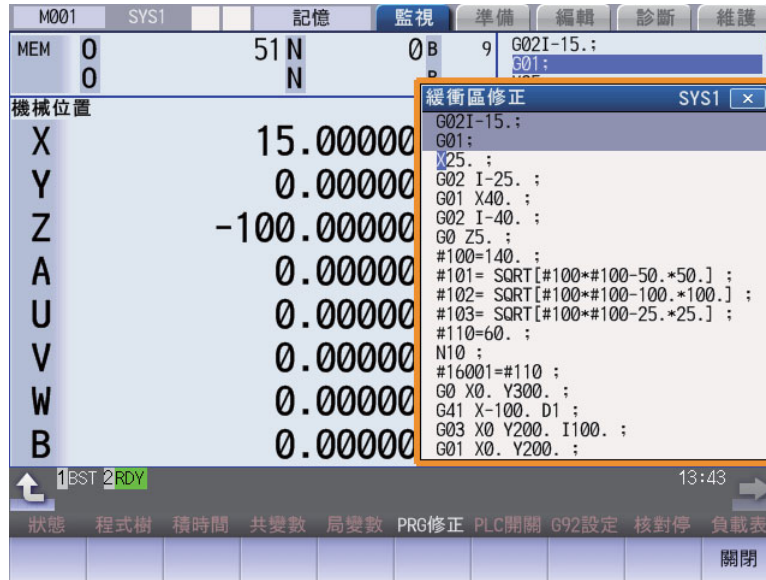 M001 SYS1 記憶 監視 準備 編輯 診斷 維護
MEM O 51 N 0 B 9 G02I-15.;
G01;
O N
機械位置
緩衝區修正 SYS1 ×
X 15.00000
Y 0.00000
Z -100.00000
A 0.00000
U 0.00000
V 0.00000
W 0.00000
B 0.00000
G02I-15.;
G01;
X25. ;
G02 I-25. ;
G01 X40. ;
G02 I-40. ;
G0 Z5. ;
#100=140. ;
#101= SQRT[#100*#100-50.*50.] ;
#102= SQRT[#100*#100-100.*100.] ;
#103= SQRT[#100*#100-25.*25.] ;
#110=60. ;
N10 ;
#16001=#110 ;
G0 X0. Y300. ;
G41 X-100. D1 ;
G03 X0 Y200. I100. ;
G01 X0. Y200. ;
1BST 2RDY 13:43
狀態 程式樹 積時間 共變數 局變數 PRG修正 PLC開關 G92設定 核對停 負載表
關閉